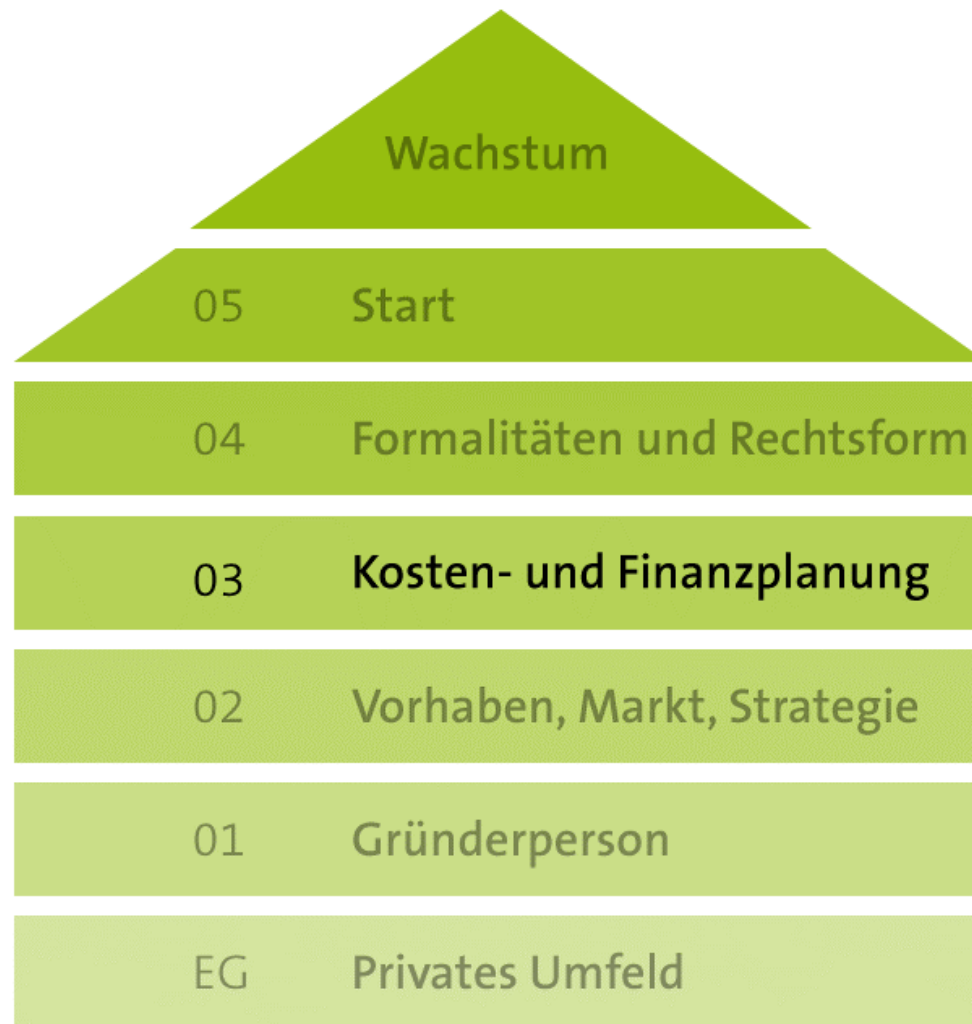 Wachstum
05 Start
04 Formalitäten und Rechtsform
03 Kosten- und Finanzplanung
02 Vorhaben, Markt, Strategie
01 Gründerperson
EG Privates Umfeld